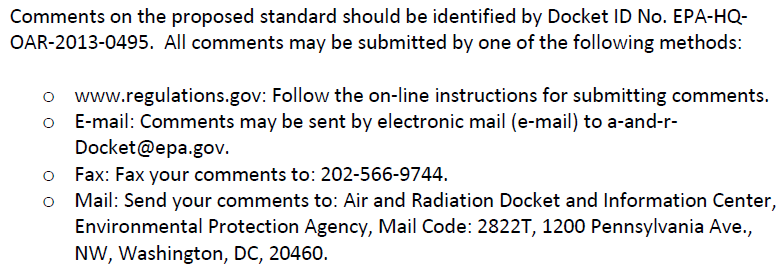 Comments on the proposed standard should be identified by Docket ID No. EPA-HQ-
OAR-2013-0495.  All comments may be submitted by one of the following methods:
o www.regulations.gov: Follow the on-line instructions for submitting comments.
o E-mail: Comments may be sent by electronic mail (e-mail) to a-and-r-
Docket@epa.gov.
o Fax: Fax your comments to: 202-566-9744.
o Mail: Send your comments to: Air and Radiation Docket and Information Center,
Environmental Protection Agency, Mail Code: 2822T, 1200 Pennsylvania Ave.,
NW, Washington, DC, 20460.